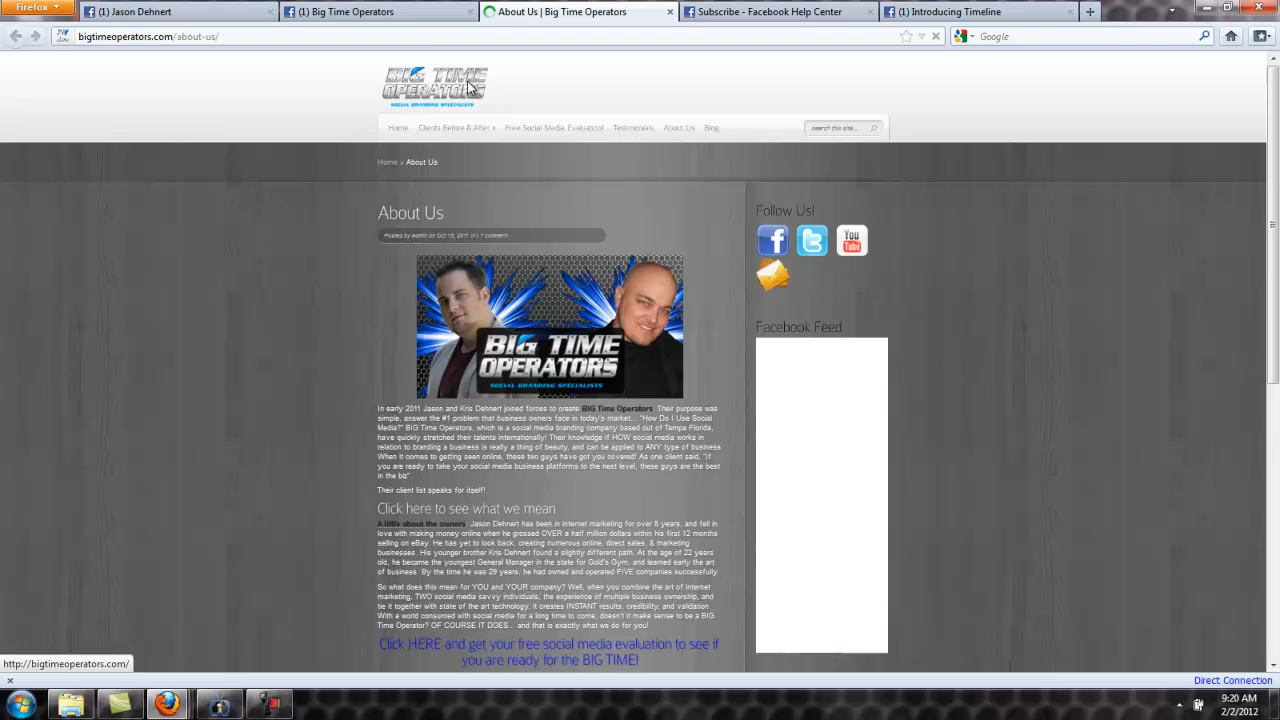 Firefox
(1) Jason Dehnert
(1) Big Time Operators
About Us | Big Time Operators
Subscribe - Facebook Help Center
(1) Introducing Timeline
bigtimeoperators.com/about-us/
Google
BIG TIME
OPERATORS
SOCIAL BRANDING SPECIALISTS
Home
Clients Before & After
Free Social Media Evaluation!
Testimonials
About Us
Blog
search this site...
Home » About Us
About Us
Posted by admin on Oct 15, 2011 in | 1 comment
BIG TIME
OPERATORS
SOCIAL BRANDING SPECIALISTS
In early 2011 Jason and Kris Dehnert joined forces to create BIG Time Operators. Their purpose was
simple, answer the #1 problem that business owners face in today's market... "How Do I Use Social
Media?" BIG Time Operators, which is a social media branding company based out of Tampa Florida,
have quickly stretched their talents internationally! Their knowledge if HOW social media works in
relation to branding a business is really a thing of beauty, and can be applied to ANY type of business
When it comes to getting seen online, these two guys have got you covered! As one client said, "If
you are ready to take your social media business platforms to the next level, these guys are the best
in the biz"
Their client list speaks for itself!
Click here to see what we mean
A little about the owners. Jason Dehnert has been in internet marketing for over 8 years, and fell in
love with making money online when he grossed OVER a half million dollars within his first 12 months
selling on eBay. He has yet to look back, creating numerous online, direct sales, & marketing
businesses. His younger brother Kris Dehnert found a slightly different path. At the age of 22 years
old, he became the youngest General Manager in the state for Gold's Gym, and learned early the art
of business. By the time he was 29 years, he had owned and operated FIVE companies successfully.
So what does this mean for YOU and YOUR company? Well, when you combine the art of internet
marketing, TWO social media savvy individuals, the experience of multiple business ownership, and
tie it together with state of the art technology, it creates INSTANT results, credibility, and validation.
With a world consumed with social media for a long time to come, doesn't it make sense to be a BIG
Time Operator? OF COURSE IT DOES... and that is exactly what we do for you!
Click HERE and get your free social media evaluation to see if
you are ready for the BIG TIME!
Follow Us!
You
Tube
Facebook Feed
http://bigtimeoperators.com/
Direct Connection
9:20 AM
2/2/2012